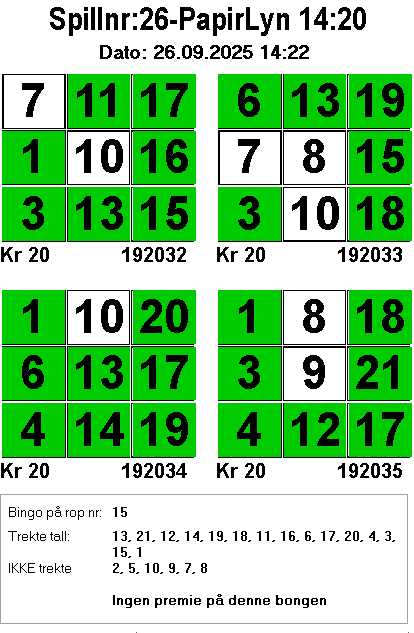 Spillnr:26-PapirLyn 14:20
Dato: 26.09.2025 14:22
7 11 17 6 13 19
1 10 16 7 8 15
3 13 15 3 10 18
Kr 20 192032 Kr 20 192033
1 10 20 1 8 18
6 13 17 3 9 21
4 14 19 4 12 17
Kr 20 192034 Kr 20 192035
Bingo på rop nr: 15
Trekte tall: 13, 21, 12, 14, 19, 18, 11, 16, 6, 17, 20, 4, 3,
15, 1
IKKE trekte 2, 5, 10, 9, 7, 8
Ingen premie på denne bongen